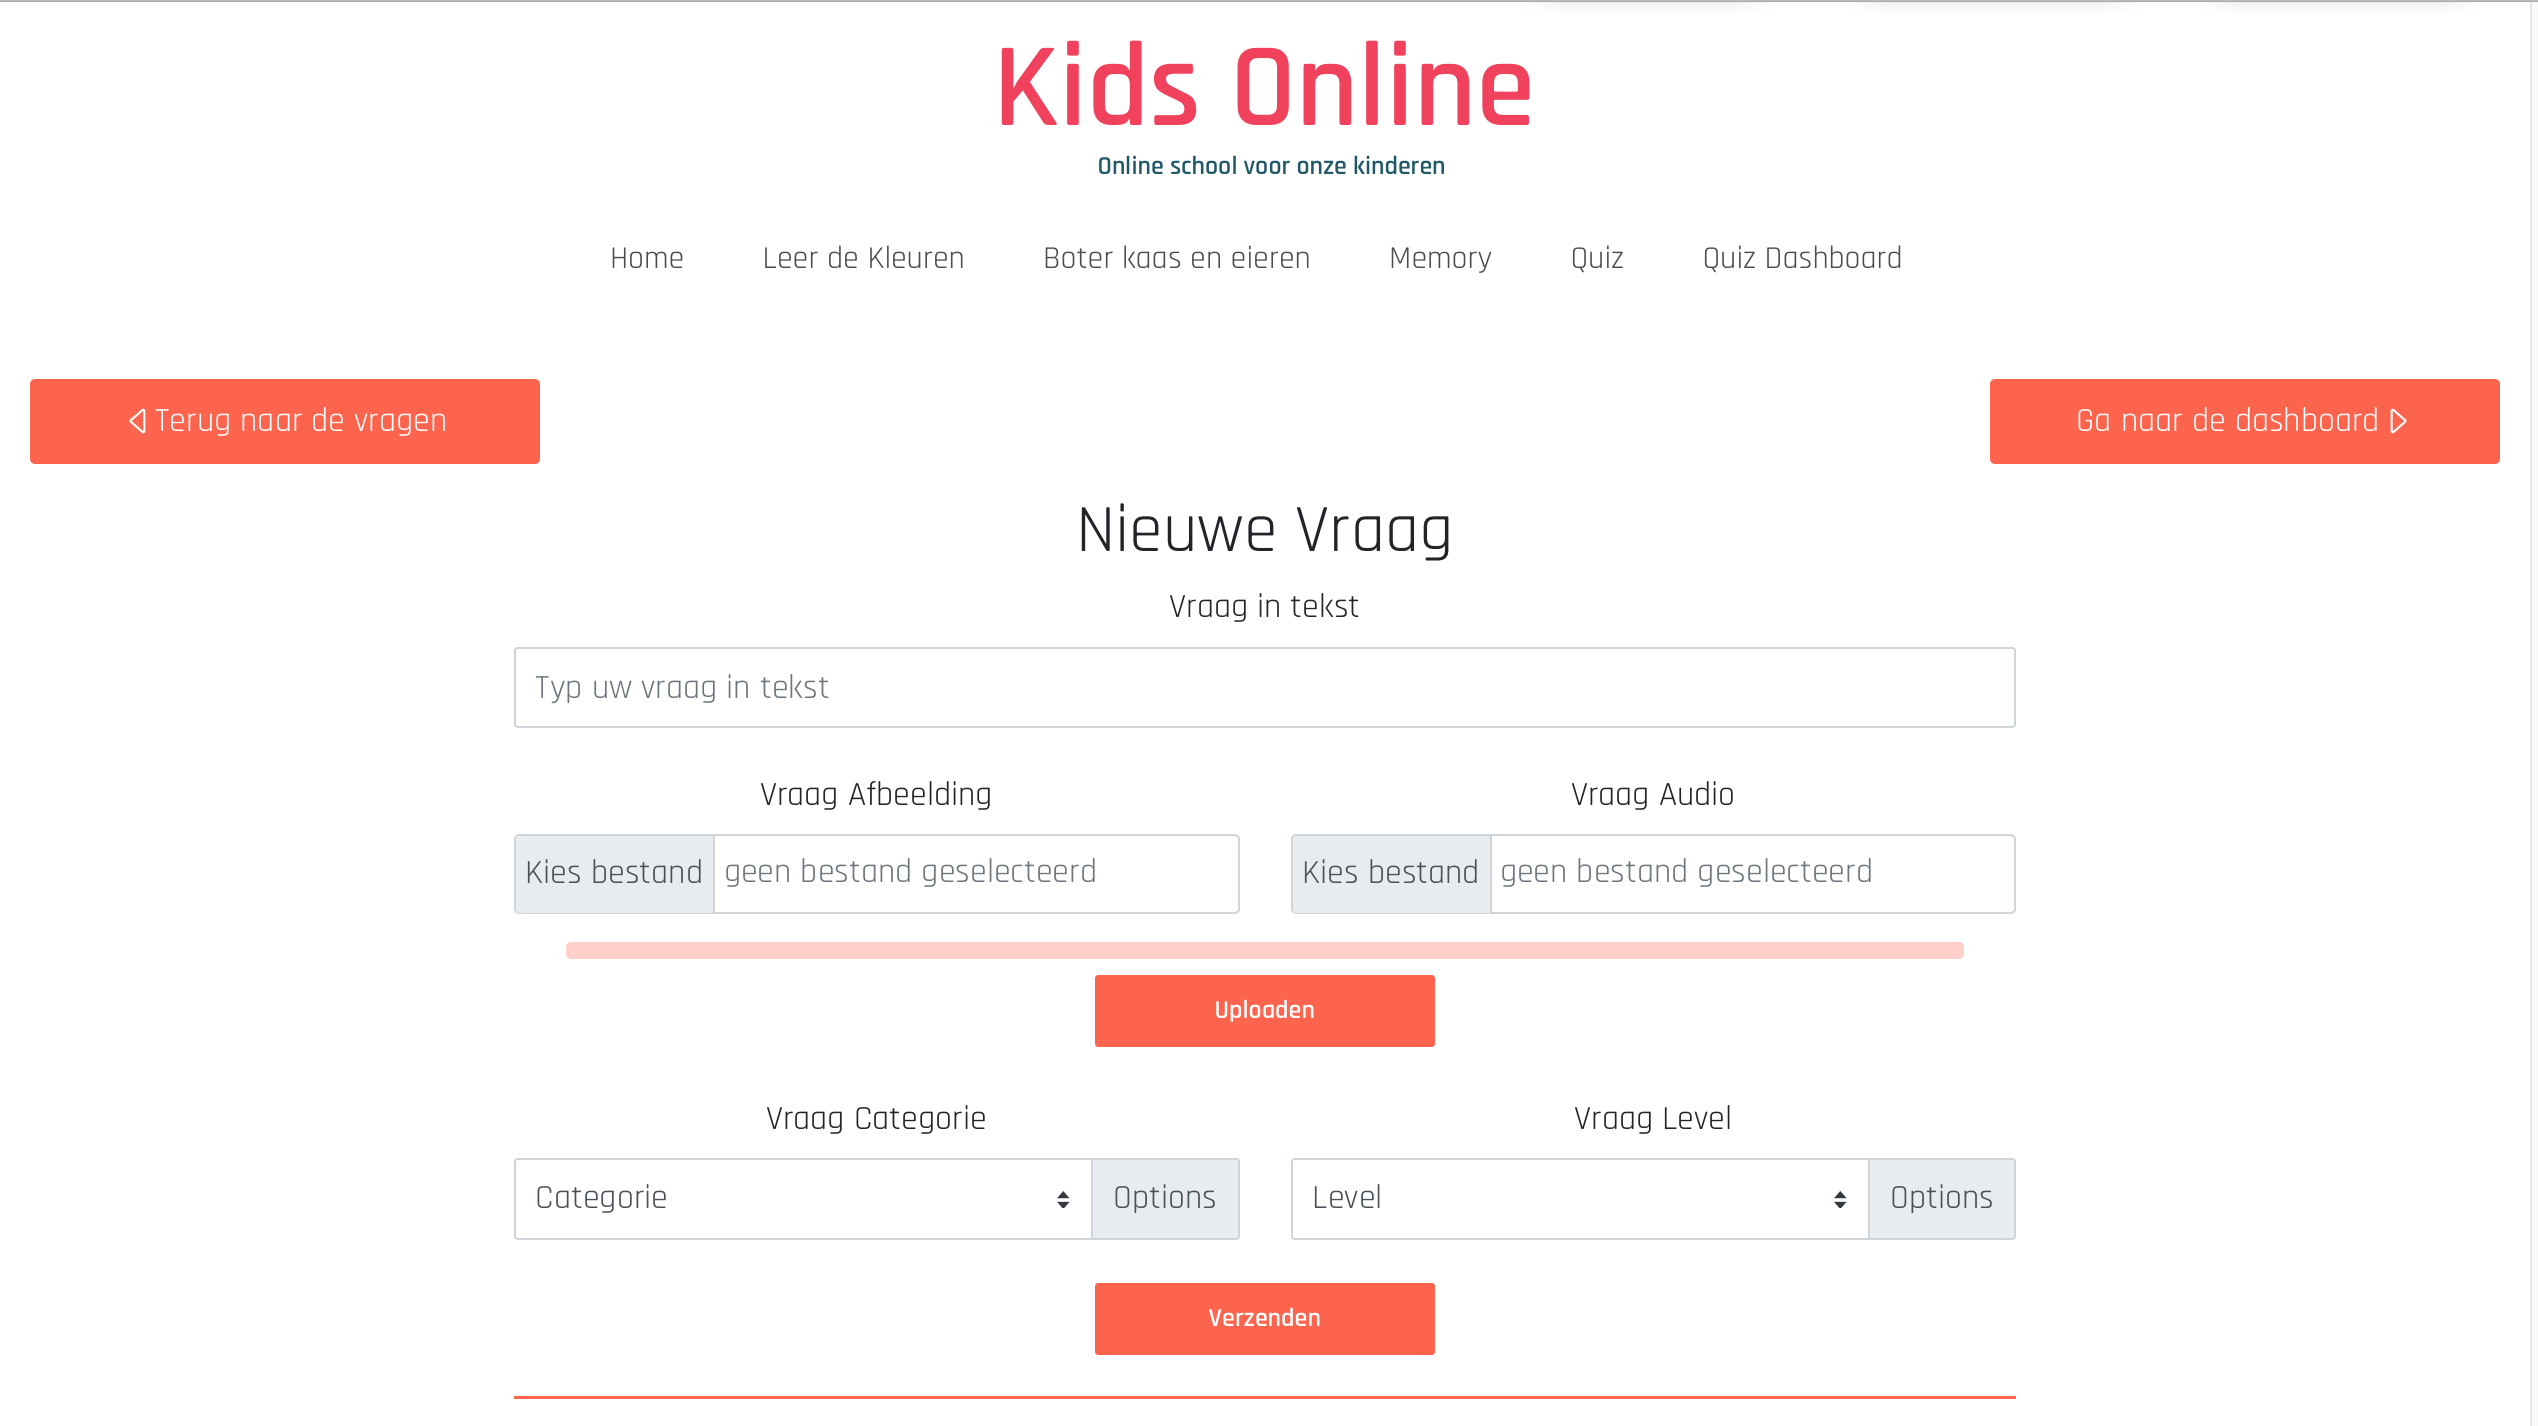 Kids Online
Online school voor onze kinderen
Home Leer de Kleuren Boter kaas en eieren Memory Quiz Quiz Dashboard
Terug naar de vragen
Ga naar de dashboard
Nieuwe Vraag
Vraag in tekst
Typ uw vraag in tekst
Vraag Afbeelding
Vraag Audio
Kies bestand geen bestand geselecteerd
Kies bestand geen bestand geselecteerd
Uploaden
Vraag Categorie
Vraag Level
Categorie Options
Level Options
Verzenden